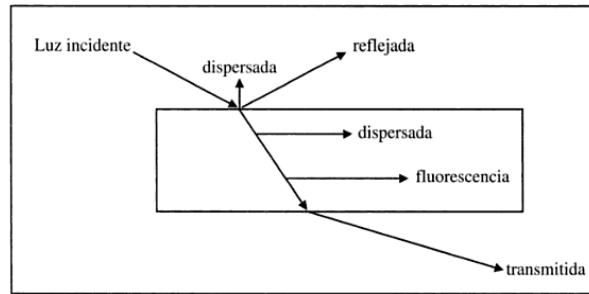 Luz incidente
reflejada
dispersada
dispersada
fluorescencia
transmitida